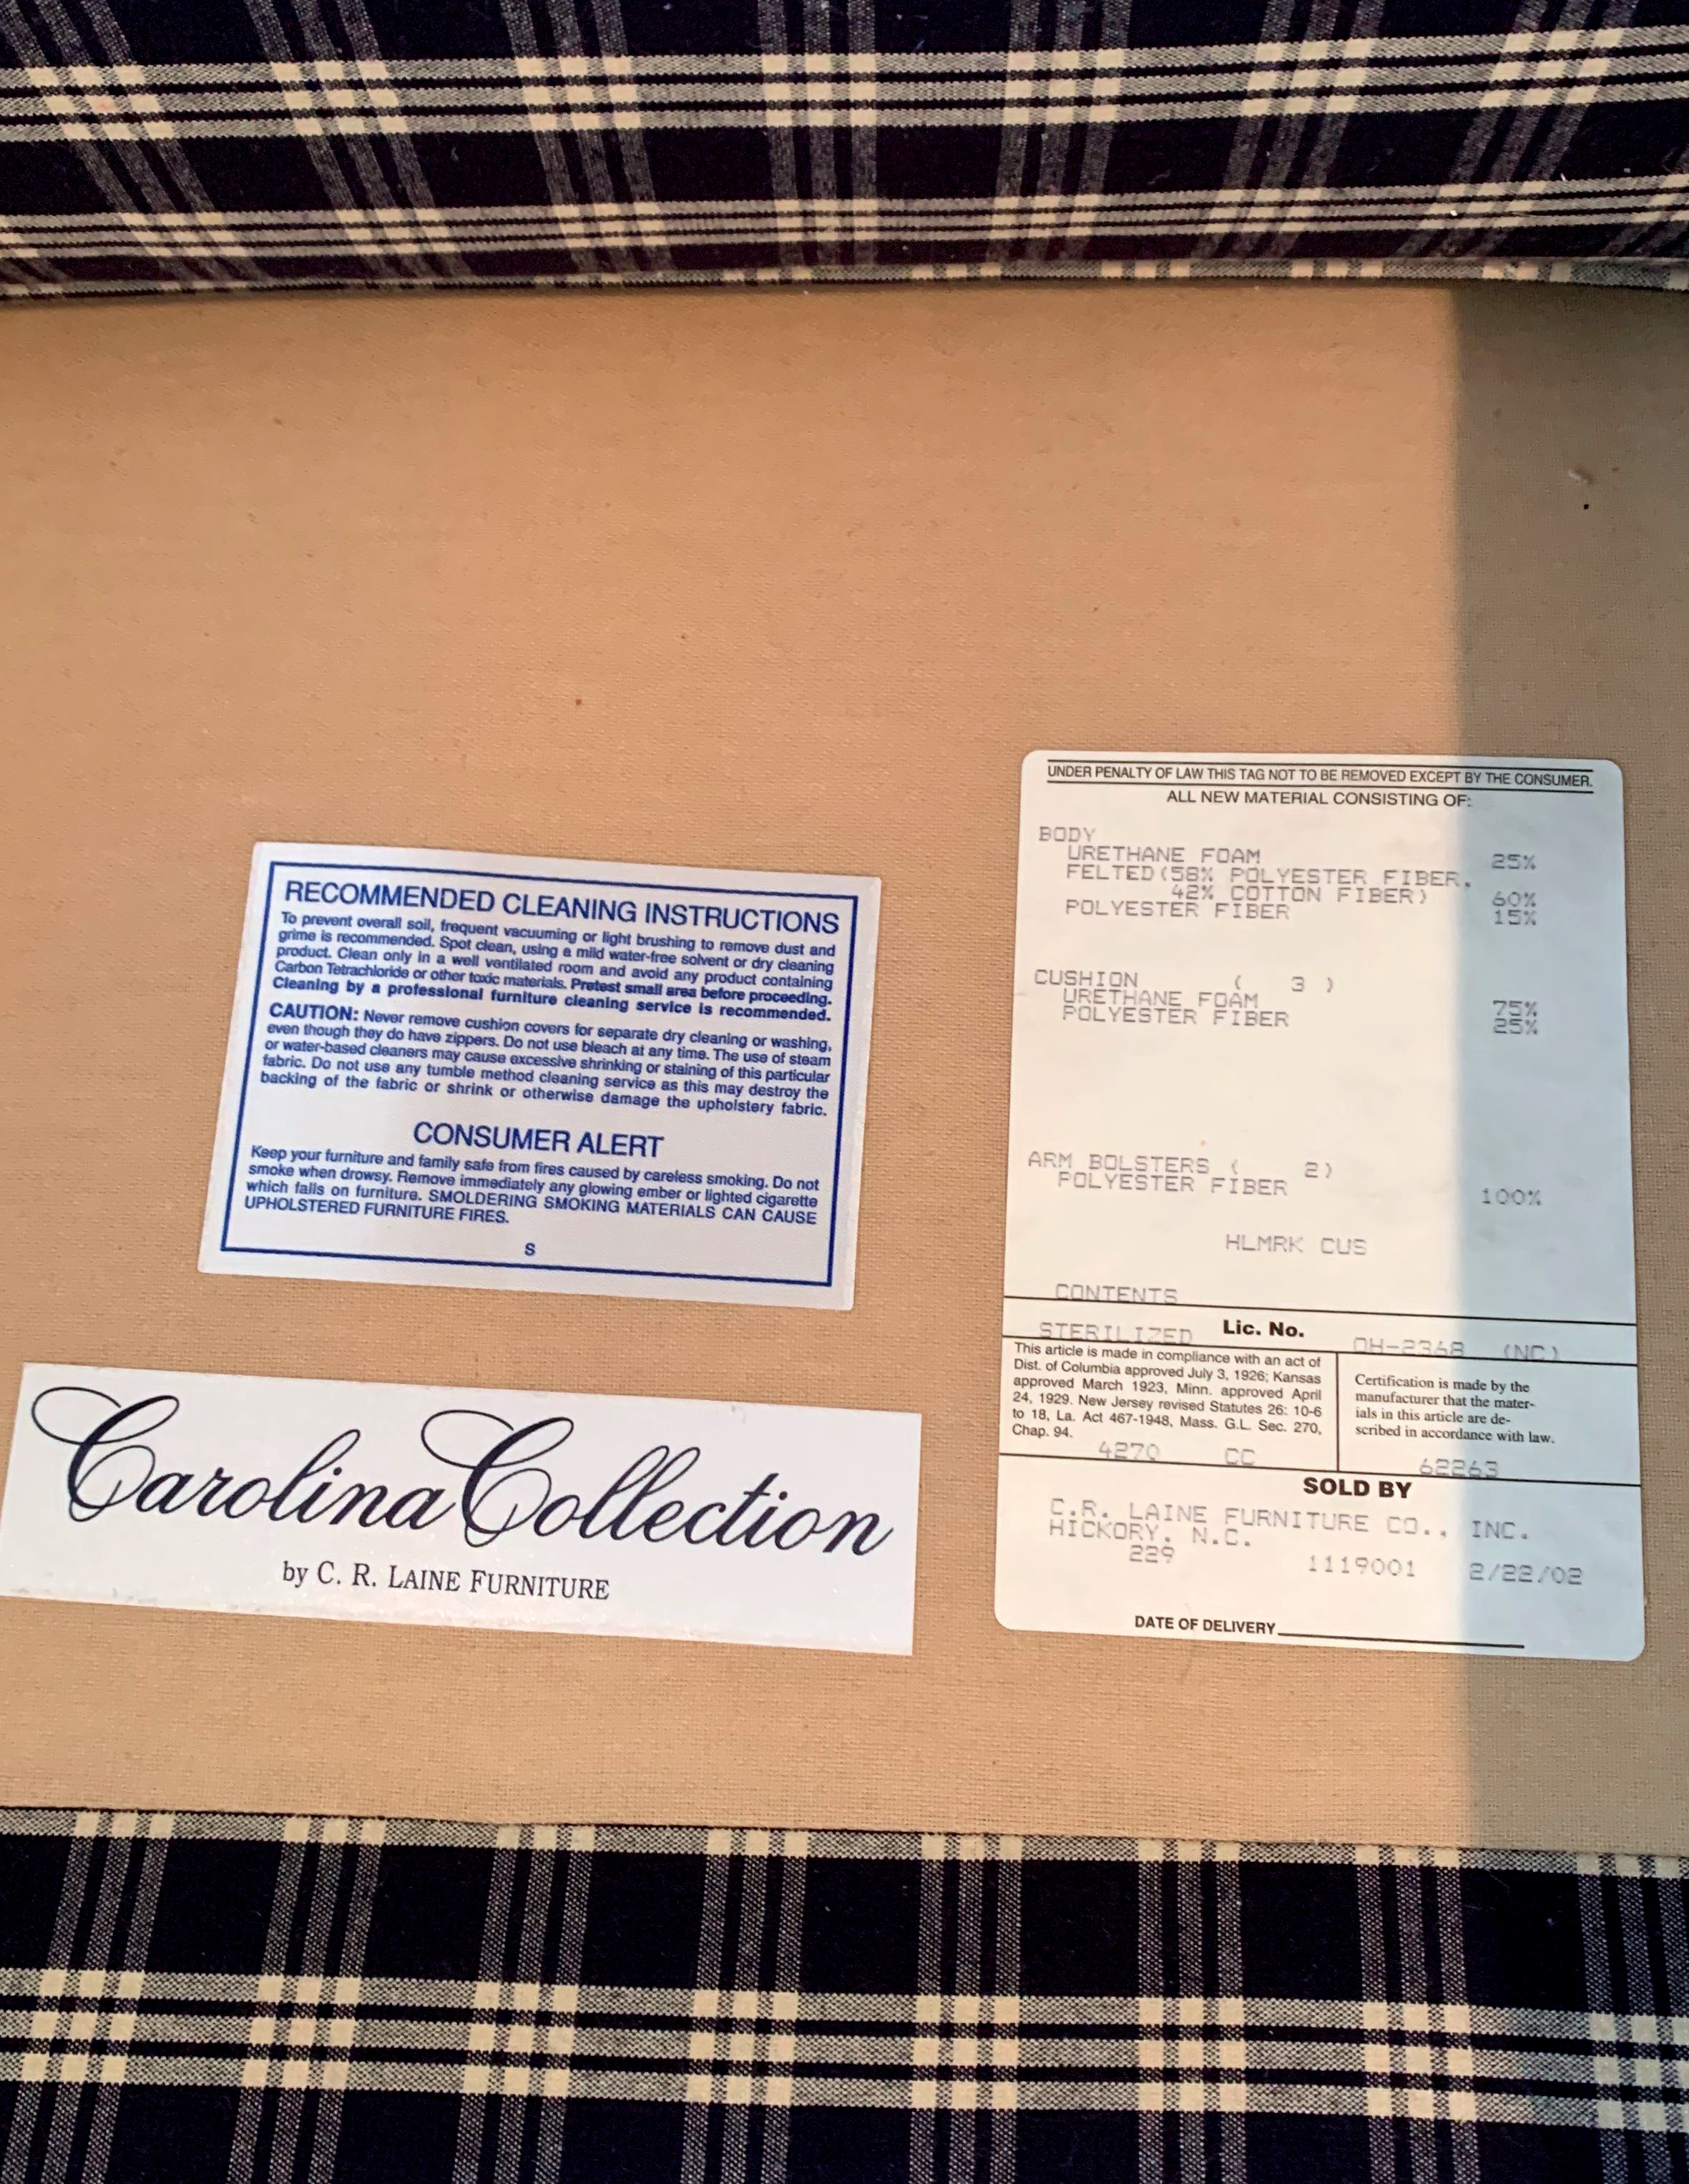 RECOMMENDED CLEANING INSTRUCTIONS
To prevent overall soil, frequent vacuuming or light brushing to remove dust and
grime is recommended. Spot clean, using a mild water-free solvent or dry cleaning
product. Clean only in a well ventilated room and avoid any product containing
Carbon Tetrachloride or other toxic materials. Pretest small area before proceeding.
Cleaning by a professional furniture cleaning service is recommended.
CAUTION: Never remove cushion covers for separate dry cleaning or washing,
even though they do have zippers. Do not use bleach at any time. The use of steam
or water-based cleaners may cause excessive shrinking or staining of this particular
fabric. Do not use any tumble method cleaning service as this may destroy the
backing of the fabric or shrink or otherwise damage the upholstery fabric.
CONSUMER ALERT
Keep your furniture and family safe from fires caused by careless smoking. Do not
smoke when drowsy. Remove immediately any glowing ember or lighted cigarette
which falls on furniture. SMOLDERING SMOKING MATERIALS CAN CAUSE
UPHOLSTERED FURNITURE FIRES.
S
Carolina Collection
by C. R. LAINE FURNITURE
UNDER PENALTY OF LAW THIS TAG NOT TO BE REMOVED EXCEPT BY THE CONSUMER.
ALL NEW MATERIAL CONSISTING OF:
BODY
URETHANE FOAM 25%
FELTED(58% POLYESTER FIBER,
42% COTTON FIBER) 60%
POLYESTER FIBER 15%
CUSHION ( 3 )
URETHANE FOAM 75%
POLYESTER FIBER 25%
ARM BOLSTERS ( 2)
POLYESTER FIBER 100%
HLMRK CUS
CONTENTS
STERILIZED Lic. No. OH-2368 (NC)
This article is made in compliance with an act of
Dist. of Columbia approved July 3, 1926; Kansas
approved March 1923, Minn. approved April
24, 1929. New Jersey revised Statutes 26: 10-6
to 18, La. Act 467-1948, Mass. G.L. Sec. 270,
Chap. 94.
4270 CC
Certification is made by the
manufacturer that the mater-
ials in this article are de-
scribed in accordance with law.
62263
SOLD BY
C.R. LAINE FURNITURE CO., INC.
HICKORY, N.C.
229 1119001 2/22/02
DATE OF DELIVERY